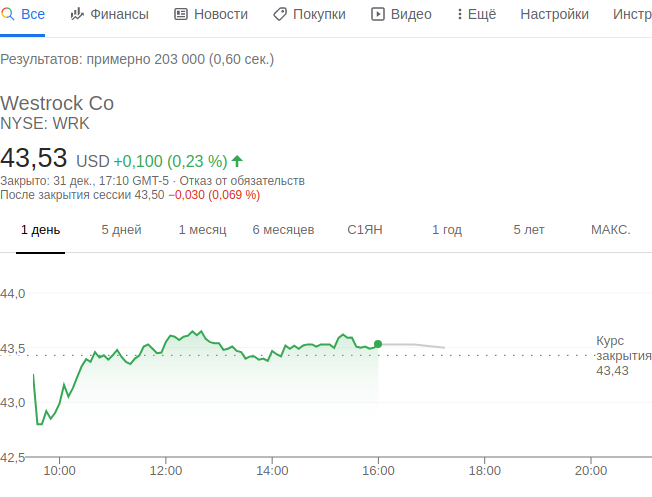 Все Финансы Новости Покупки Видео Ещё Настройки Инстр
Результатов: примерно 203 000 (0,60 сек.)
Westrock Co
NYSE: WRK
43,53 USD +0,100 (0,23 %)
Закрыто: 31 дек., 17:10 GMT-5 · Отказ от обязательств
После закрытия сессии 43,50 −0,030 (0,069 %)
1 день 5 дней 1 месяц 6 месяцев С1ЯН 1 год 5 лет МАКС.
44,0
43,5
43,0
42,5
Курс
закрытия
43,43
10:00 12:00 14:00 16:00 18:00 20:00